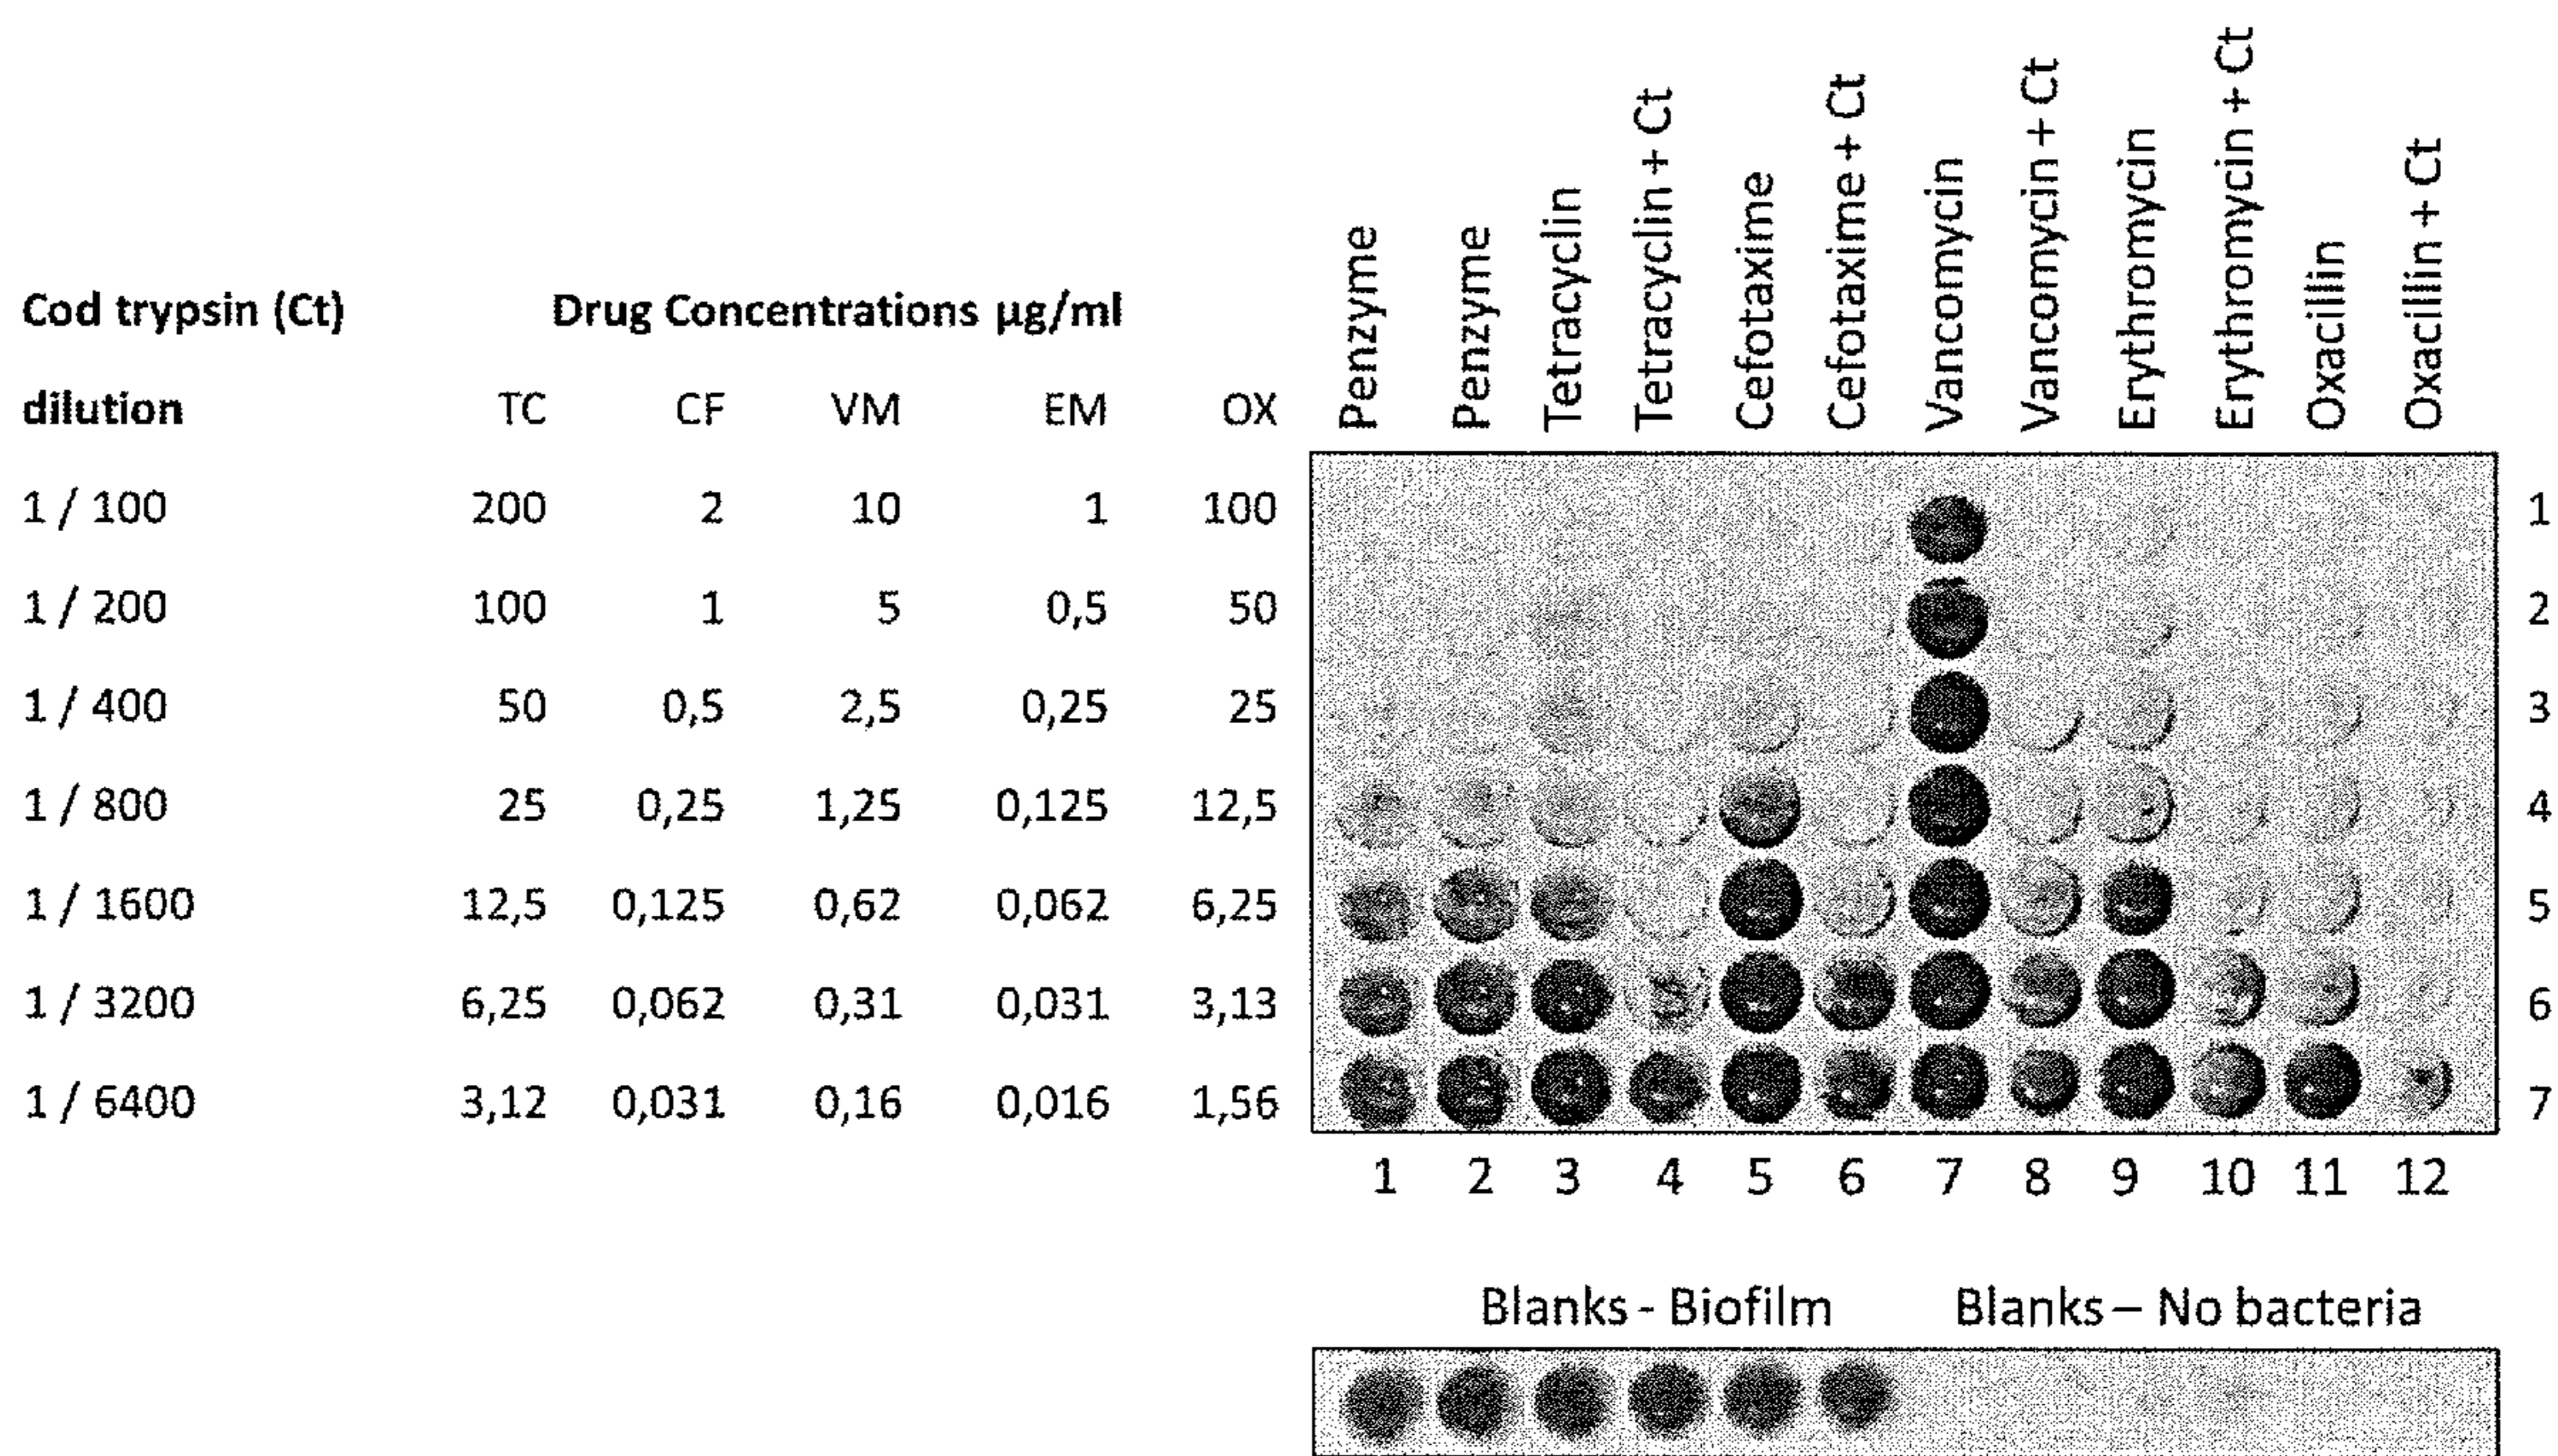 Penzyme
Penzyme
Tetracyclin
Tetracyclin + Ct
Cefotaxime
Cefotaxime + Ct
Vancomycin
Vancomycin + Ct
Erythromycin
Erythromycin + Ct
Oxacillin
Oxacillin + Ct
Cod trypsin (Ct) Drug Concentrations µg/ml
dilution TC CF VM EM OX
1 / 100 200 2 10 1 100 1
1 / 200 100 1 5 0,5 50 2
1 / 400 50 0,5 2,5 0,25 25 3
1 / 800 25 0,25 1,25 0,125 12,5 4
1 / 1600 12,5 0,125 0,62 0,062 6,25 5
1 / 3200 6,25 0,062 0,31 0,031 3,13 6
1 / 6400 3,12 0,031 0,16 0,016 1,56 7
1 2 3 4 5 6 7 8 9 10 11 12
Blanks - Biofilm Blanks – No bacteria